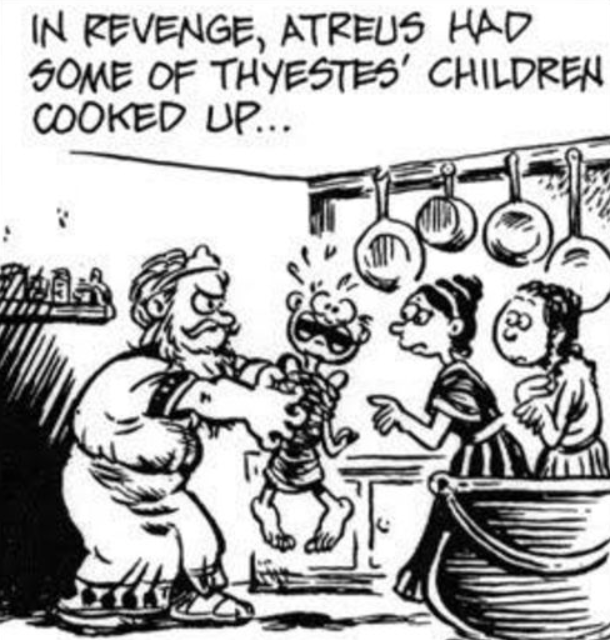 IN REVENGE, ATREUS HAD
SOME OF THYESTES' CHILDREN
COOKED UP...